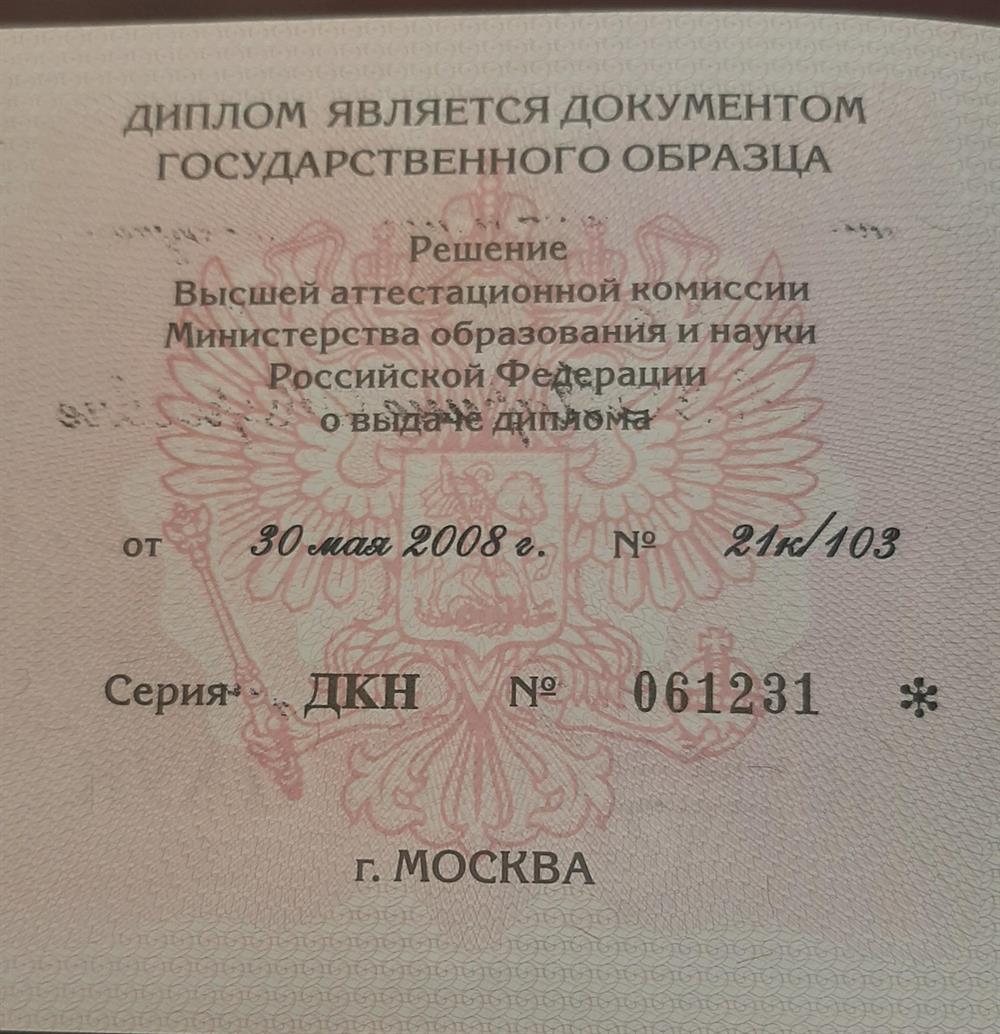 ДИПЛОМ ЯВЛЯЕТСЯ ДОКУМЕНТОМ
ГОСУДАРСТВЕННОГО ОБРАЗЦА
Решение
Высшей аттестационной комиссии
Министерства образования и науки
Российской Федерации
о выдаче диплома
от 30 мая 2008 г. № 21к/103
Серия ДКН № 061231 *
г. МОСКВА